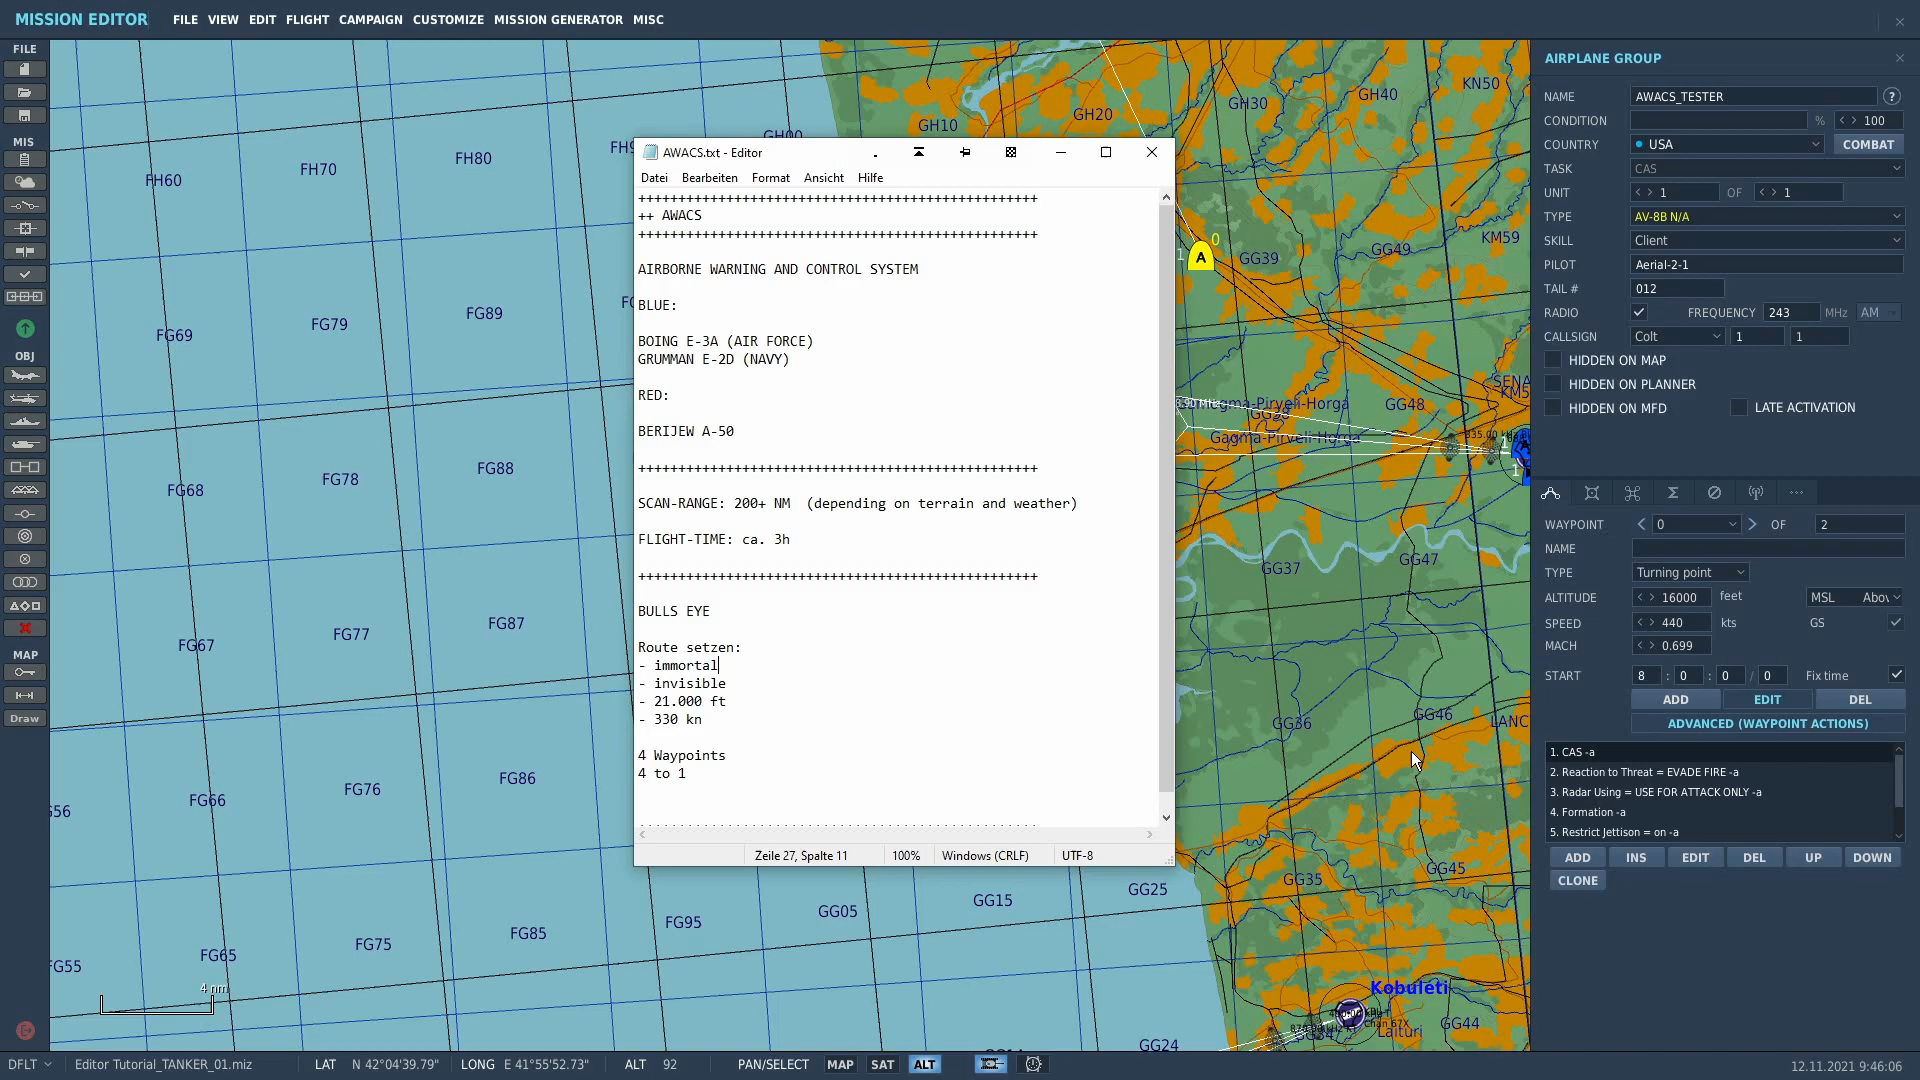 MISSION EDITOR
FILE VIEW EDIT FLIGHT CAMPAIGN CUSTOMIZE MISSION GENERATOR MISC
FILE
MIS
OBJ
MAP
Draw
FH60
FH70
FH80
GH10
GH20
GH30
GH40
KN50
FG69
FG79
FG89
GG39
GG49
KM59
A
0
1
FG68
FG78
FG88
GG38
GG48
Gagma-Pirveli-Horga
FG67
FG77
FG87
GG37
GG47
FG66
FG76
FG86
GG36
GG46
LANC
FG65
FG75
FG85
FG95
GG05
GG15
GG25
GG35
GG45
Kobuleti
Chan 67X
Laituri
GG44
GG24
4 nm
AWACS.txt - Editor
Datei Bearbeiten Format Ansicht Hilfe
++++++++++++++++++++++++++++++++++++++++++++++++++
++ AWACS
++++++++++++++++++++++++++++++++++++++++++++++++++
AIRBORNE WARNING AND CONTROL SYSTEM
BLUE:
BOING E-3A (AIR FORCE)
GRUMMAN E-2D (NAVY)
RED:
BERIJEW A-50
++++++++++++++++++++++++++++++++++++++++++++++++++
SCAN-RANGE: 200+ NM  (depending on terrain and weather)
FLIGHT-TIME: ca. 3h
++++++++++++++++++++++++++++++++++++++++++++++++++
BULLS EYE
Route setzen:
- immortal
- invisible
- 21.000 ft
- 330 kn
4 Waypoints
4 to 1
Zeile 27, Spalte 11 100% Windows (CRLF) UTF-8
AIRPLANE GROUP
NAME AWACS_TESTER ?
CONDITION % <> 100
COUNTRY USA COMBAT
TASK CAS
UNIT <> 1 OF <> 1
TYPE AV-8B N/A
SKILL Client
PILOT Aerial-2-1
TAIL # 012
RADIO FREQUENCY 243 MHz AM
CALLSIGN Colt 1 1
HIDDEN ON MAP
HIDDEN ON PLANNER
HIDDEN ON MFD LATE ACTIVATION
WAYPOINT < 0 > OF 2
NAME
TYPE Turning point
ALTITUDE <> 16000 feet MSL Abov
SPEED <> 440 kts GS
MACH <> 0.699
START 8 : 0 : 0 / 0 Fix time
ADD EDIT DEL
ADVANCED (WAYPOINT ACTIONS)
1. CAS -a
2. Reaction to Threat = EVADE FIRE -a
3. Radar Using = USE FOR ATTACK ONLY -a
4. Formation -a
5. Restrict Jettison = on -a
ADD INS EDIT DEL UP DOWN
CLONE
DFLT Editor Tutorial_TANKER_01.miz LAT N 42°04'39.79" LONG E 41°55'52.73" ALT 92 PAN/SELECT MAP SAT ALT 12.11.2021 9:46:06